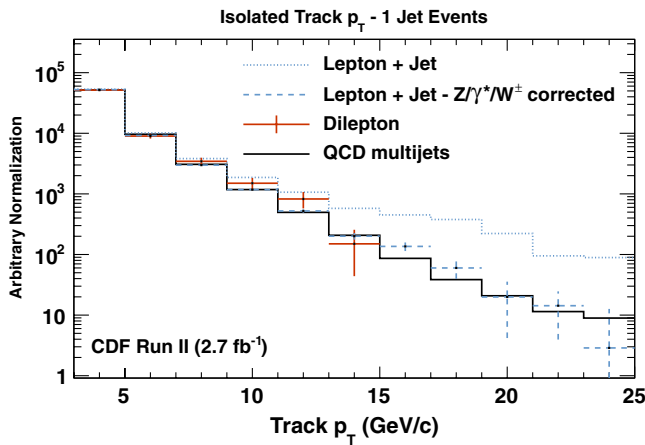 Isolated Track p_T - 1 Jet Events
Arbitrary Normalization
10^5
10^4
10^3
10^2
10
1
Lepton + Jet
Lepton + Jet - Z/γ*/W^± corrected
Dilepton
QCD multijets
CDF Run II (2.7 fb^-1)
5 10 15 20 25
Track p_T (GeV/c)